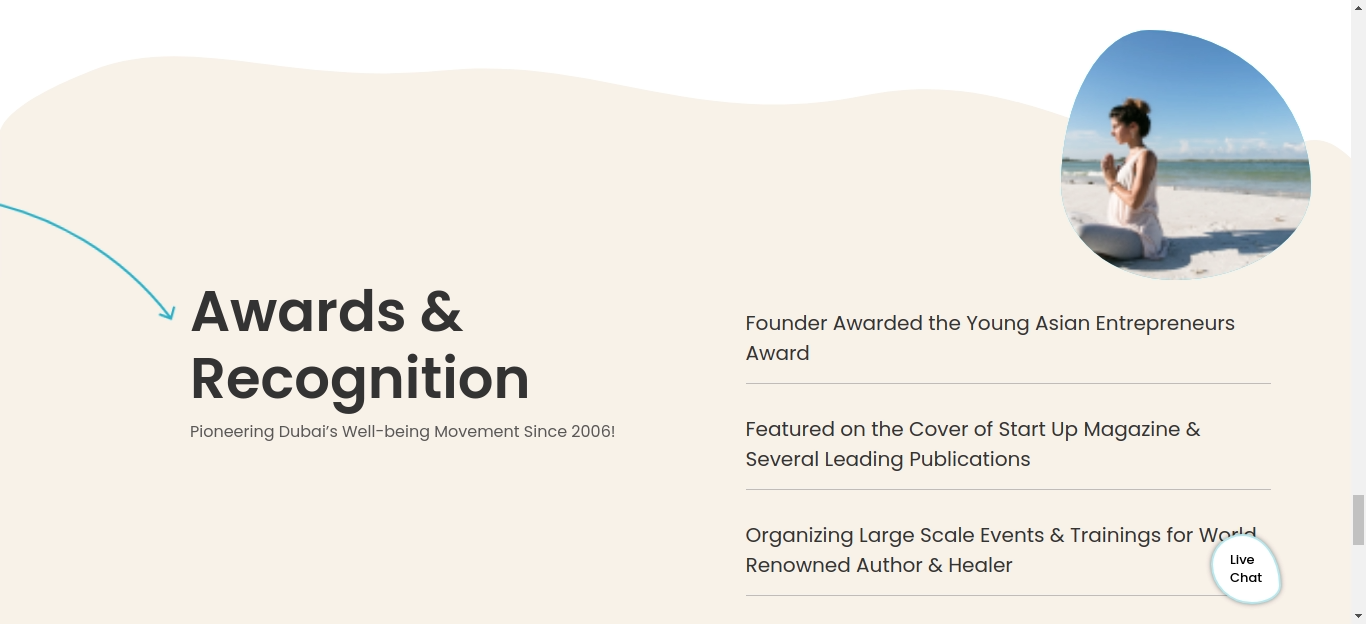 Awards &
Recognition
Pioneering Dubai’s Well-being Movement Since 2006!
Founder Awarded the Young Asian Entrepreneurs
Award
Featured on the Cover of Start Up Magazine &
Several Leading Publications
Organizing Large Scale Events & Trainings for World
Renowned Author & Healer
Live
Chat